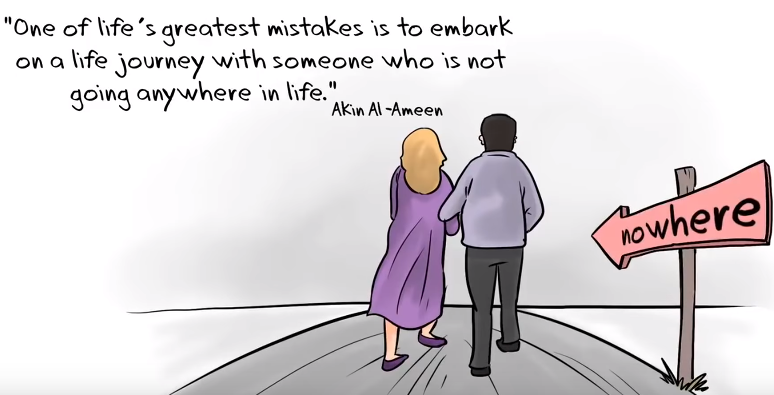 "One of life's greatest mistakes is to embark
on a life journey with someone who is not
going anywhere in life."
Akin Al-Ameen
nowhere